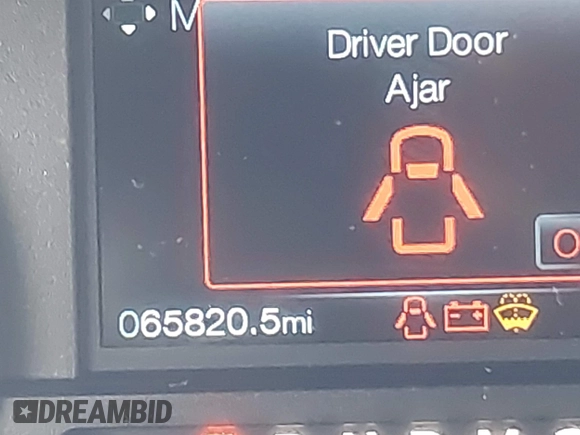 M
Driver Door
Ajar
O
065820.5mi
DREAMBID